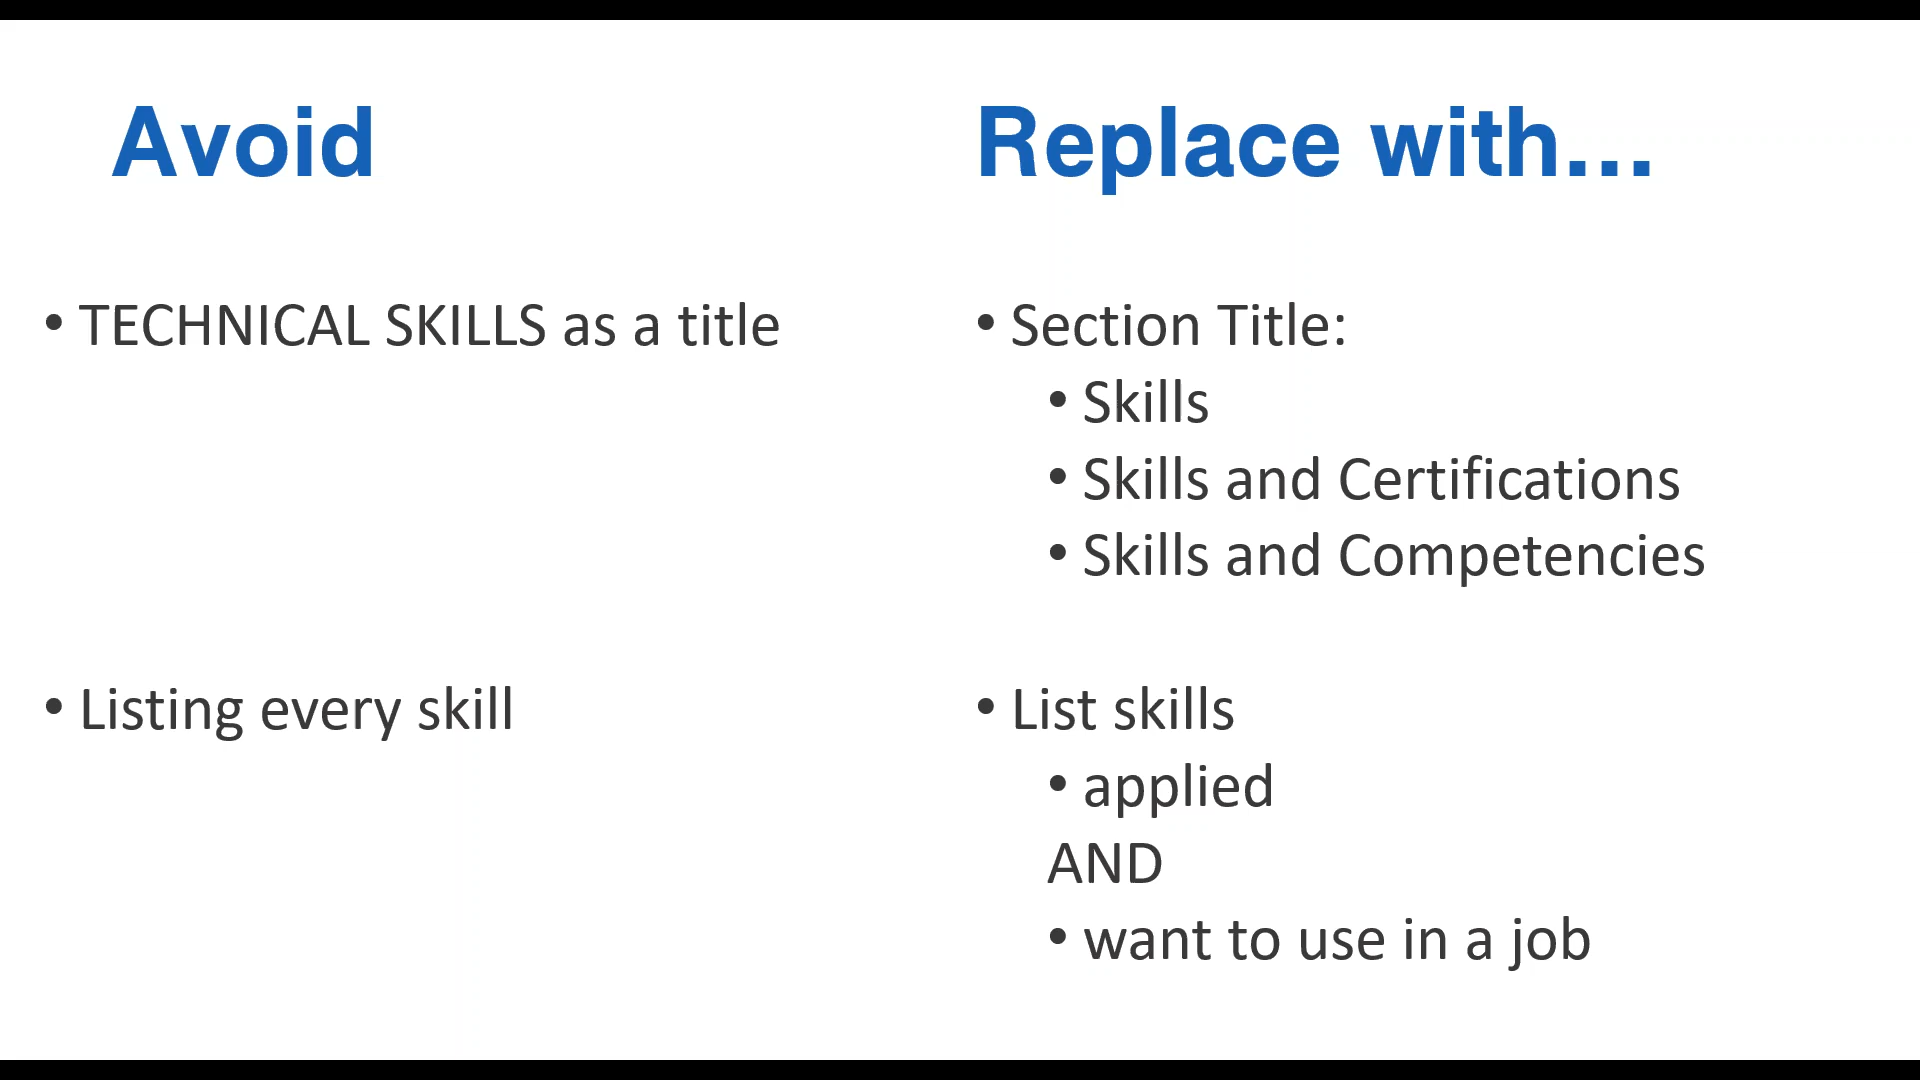 Avoid
Replace with...
• TECHNICAL SKILLS as a title
• Listing every skill
• Section Title:
• Skills
• Skills and Certifications
• Skills and Competencies
• List skills
• applied
AND
• want to use in a job